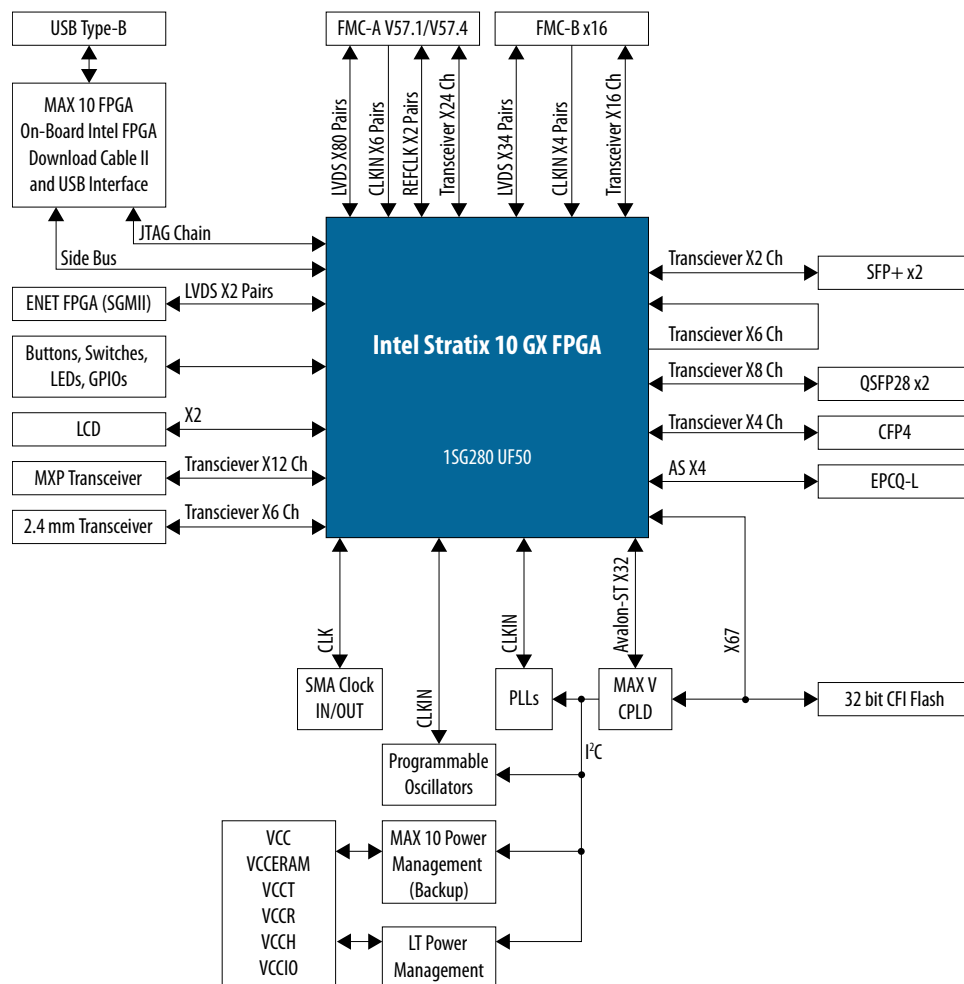 USB Type-B
FMC-A V57.1/V57.4
FMC-B x16
MAX 10 FPGA
On-Board Intel FPGA
Download Cable II
and USB Interface
LVDS X80 Pairs
CLKIN X6 Pairs
REFCLK X2 Pairs
Transceiver X24 Ch
LVDS X34 Pairs
CLKIN X4 Pairs
Transceiver X16 Ch
JTAG Chain
Side Bus
ENET FPGA (SGMII)
LVDS X2 Pairs
Buttons, Switches,
LEDs, GPIOs
LCD
X2
MXP Transceiver
Transciever X12 Ch
2.4 mm Transceiver
Transciever X6 Ch
Intel Stratix 10 GX FPGA
1SG280 UF50
Transciever X2 Ch
SFP+ x2
Transciever X6 Ch
Transciever X8 Ch
QSFP28 x2
Transciever X4 Ch
CFP4
AS X4
EPCQ-L
CLK
CLKIN
CLKIN
Avalon-ST X32
X67
SMA Clock
IN/OUT
PLLs
MAX V
CPLD
32 bit CFI Flash
I²C
Programmable
Oscillators
VCC
VCCERAM
VCCT
VCCR
VCCH
VCCIO
MAX 10 Power
Management
(Backup)
LT Power
Management